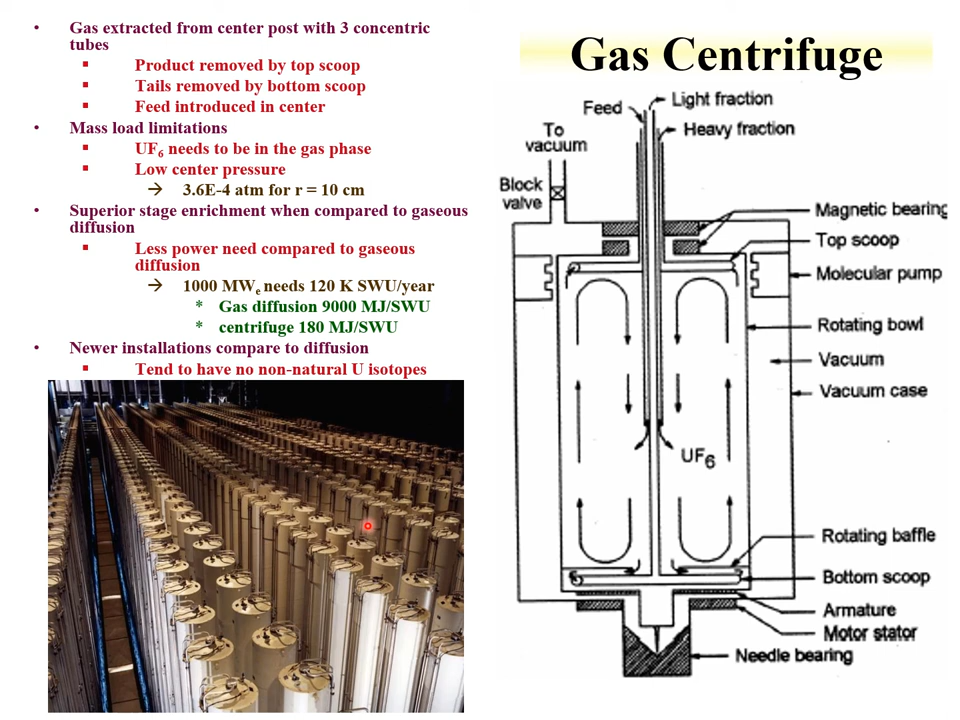 • Gas extracted from center post with 3 concentric
tubes
▪ Product removed by top scoop
▪ Tails removed by bottom scoop
▪ Feed introduced in center
• Mass load limitations
▪ UF₆ needs to be in the gas phase
▪ Low center pressure
→ 3.6E-4 atm for r = 10 cm
• Superior stage enrichment when compared to gaseous
diffusion
▪ Less power need compared to gaseous
diffusion
→ 1000 MWₑ needs 120 K SWU/year
* Gas diffusion 9000 MJ/SWU
* centrifuge 180 MJ/SWU
• Newer installations compare to diffusion
▪ Tend to have no non-natural U isotopes
Gas Centrifuge
Feed
Light fraction
Heavy fraction
To
vacuum
Block
valve
Magnetic bearing
Top scoop
Molecular pump
Rotating bowl
Vacuum
Vacuum case
UF₆
Rotating baffle
Bottom scoop
Armature
Motor stator
Needle bearing